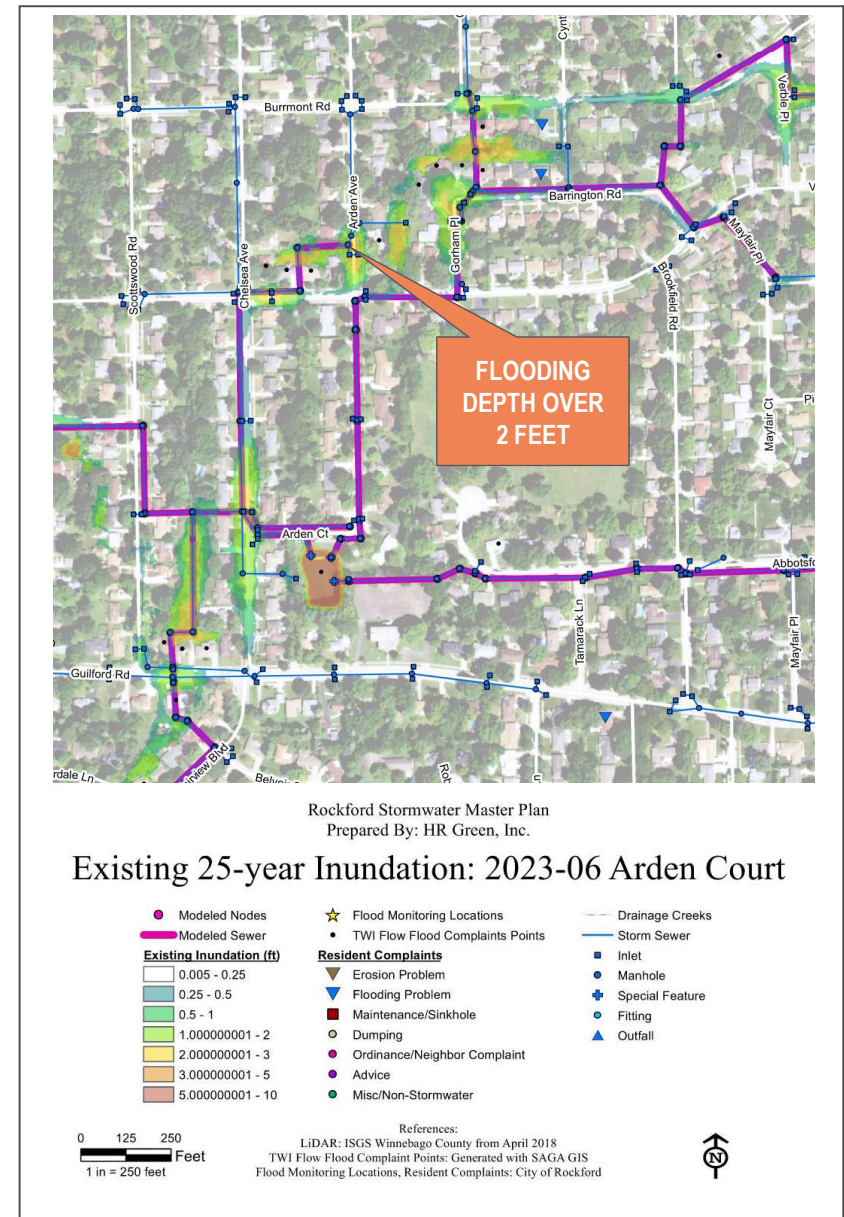 Cynt
Burrmont Rd
Verbie Pl
Arden Ave
Barrington Rd
Gorham Pl
Mayfair Pl
Scottswood Rd
Chelsea Ave
Brookfield Rd
FLOODING
DEPTH OVER
2 FEET
Mayfair Ct
Arden Ct
Abbotsfo
Tamarack Ln
Mayfair Pl
Guilford Rd
irview Blvd
rdale Ln
Rob
Rockford Stormwater Master Plan
Prepared By: HR Green, Inc.
Existing 25-year Inundation: 2023-06 Arden Court
Modeled Nodes
Modeled Sewer
Existing Inundation (ft)
0.005 - 0.25
0.25 - 0.5
0.5 - 1
1.000000001 - 2
2.000000001 - 3
3.000000001 - 5
5.000000001 - 10
Flood Monitoring Locations
TWI Flow Flood Complaints Points
Resident Complaints
Erosion Problem
Flooding Problem
Maintenance/Sinkhole
Dumping
Ordinance/Neighbor Complaint
Advice
Misc/Non-Stormwater
Drainage Creeks
Storm Sewer
Inlet
Manhole
Special Feature
Fitting
Outfall
0 125 250
Feet
1 in = 250 feet
References:
LiDAR: ISGS Winnebago County from April 2018
TWI Flow Flood Complaint Points: Generated with SAGA GIS
Flood Monitoring Locations, Resident Complaints: City of Rockford
N